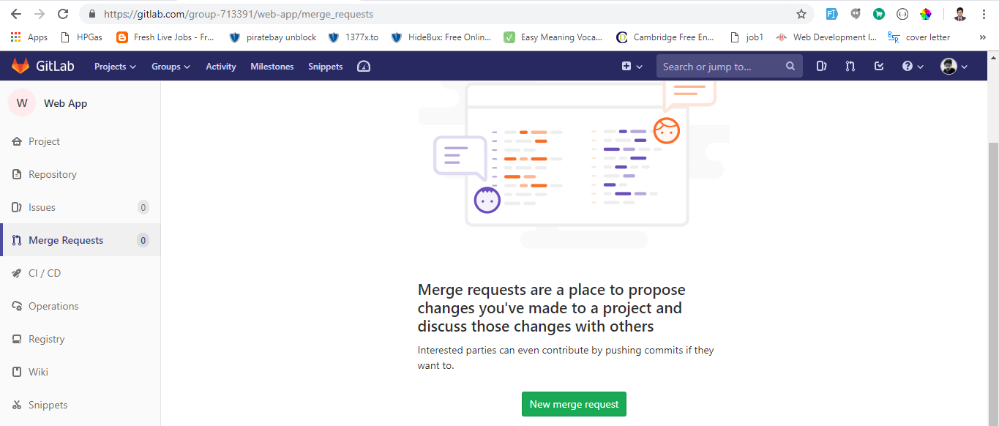 https://gitlab.com/group-713391/web-app/merge_requests
Apps HPGas Fresh Live Jobs - Fr... piratebay unblock 1377x.to HideBux: Free Onlin... Easy Meaning Voca... Cambridge Free En... job1 Web Development I... cover letter »
GitLab Projects Groups Activity Milestones Snippets Search or jump to...
W Web App
Project
Repository
Issues 0
Merge Requests 0
CI / CD
Operations
Registry
Wiki
Snippets
Merge requests are a place to propose
changes you've made to a project and
discuss those changes with others
Interested parties can even contribute by pushing commits if they
want to.
New merge request